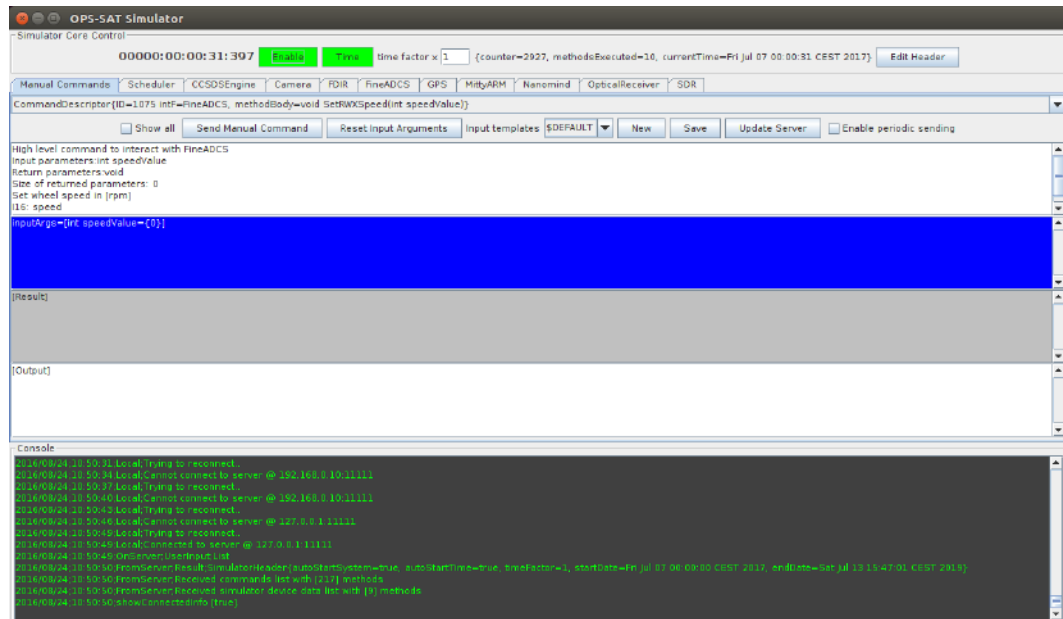 OPS-SAT Simulator
Simulator Core Control
00000:00:00:31:397 Enable Time time factor x 1 {counter=2927, methodsExecuted=10, currentTime=Fri Jul 07 00:00:31 CEST 2017} Edit Header
Manual Commands Scheduler CCSDSEngine Camera FDIR FineADCS GPS MittyARM Nanomind OpticalReceiver SDR
CommandDescriptor{ID=1075 intF=FineADCS, methodBody=void SetRWXSpeed(int speedValue)}
Show all Send Manual Command Reset Input Arguments Input templates $DEFAULT New Save Update Server Enable periodic sending
High level command to interact with FineADCS
Input parameters:int speedValue
Return parameters:void
Size of returned parameters: 0
Set wheel speed in [rpm]
I16: speed
inputArgs=[int speedValue={0}]
[Result]
[Output]
Console
2016/08/24;10:50:31;Local;Trying to reconnect..
2016/08/24;10:50:34;Local;Cannot connect to server @ 192.168.0.10:11111
2016/08/24;10:50:37;Local;Trying to reconnect..
2016/08/24;10:50:40;Local;Cannot connect to server @ 192.168.0.10:11111
2016/08/24;10:50:43;Local;Trying to reconnect..
2016/08/24;10:50:46;Local;Cannot connect to server @ 127.0.0.1:11111
2016/08/24;10:50:49;Local;Trying to reconnect..
2016/08/24;10:50:49;Local;Connected to server @ 127.0.0.1:11111
2016/08/24;10:50:49;OnServer;UserInput;List
2016/08/24;10:50:50;FromServer;Result;SimulatorHeader{autoStartSystem=true, autoStartTime=true, timeFactor=1, startDate=Fri Jul 07 00:00:00 CEST 2017, endDate=Sat Jul 13 15:47:01 CEST 2019}
2016/08/24;10:50:50;FromServer;Received commands list with [217] methods
2016/08/24;10:50:50;FromServer;Received simulator device data list with [9] methods
2016/08/24;10:50:50;showConnectedInfo [true]